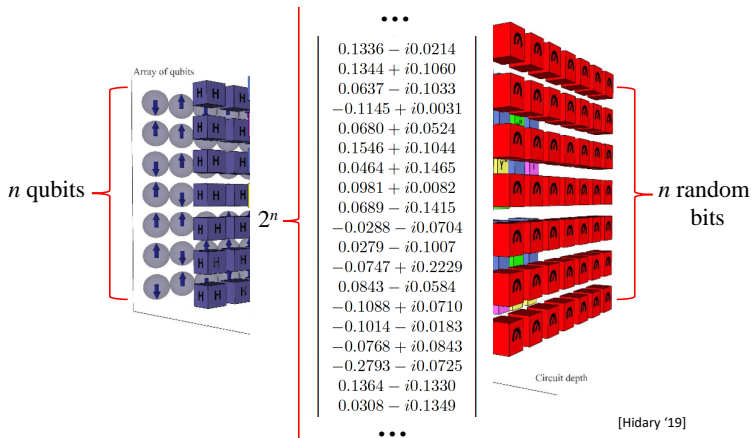 •••
Array of qubits
n qubits
2ⁿ
H H H H
H H H H
H H H H
H H H H
H H H H
H H H H
H H H H
0.1336 − i0.0214
0.1344 + i0.1060
0.0637 − i0.1033
−0.1145 + i0.0031
0.0680 + i0.0524
0.1546 + i0.1044
0.0464 + i0.1465
0.0981 + i0.0082
0.0689 − i0.1415
−0.0288 − i0.0704
0.0279 − i0.1007
−0.0747 + i0.2229
0.0843 − i0.0584
−0.1088 + i0.0710
−0.1014 − i0.0183
−0.0768 + i0.0843
−0.2793 − i0.0725
0.1364 − i0.1330
0.0308 − i0.1349
•••
n random
bits
Circuit depth
[Hidary ‘19]